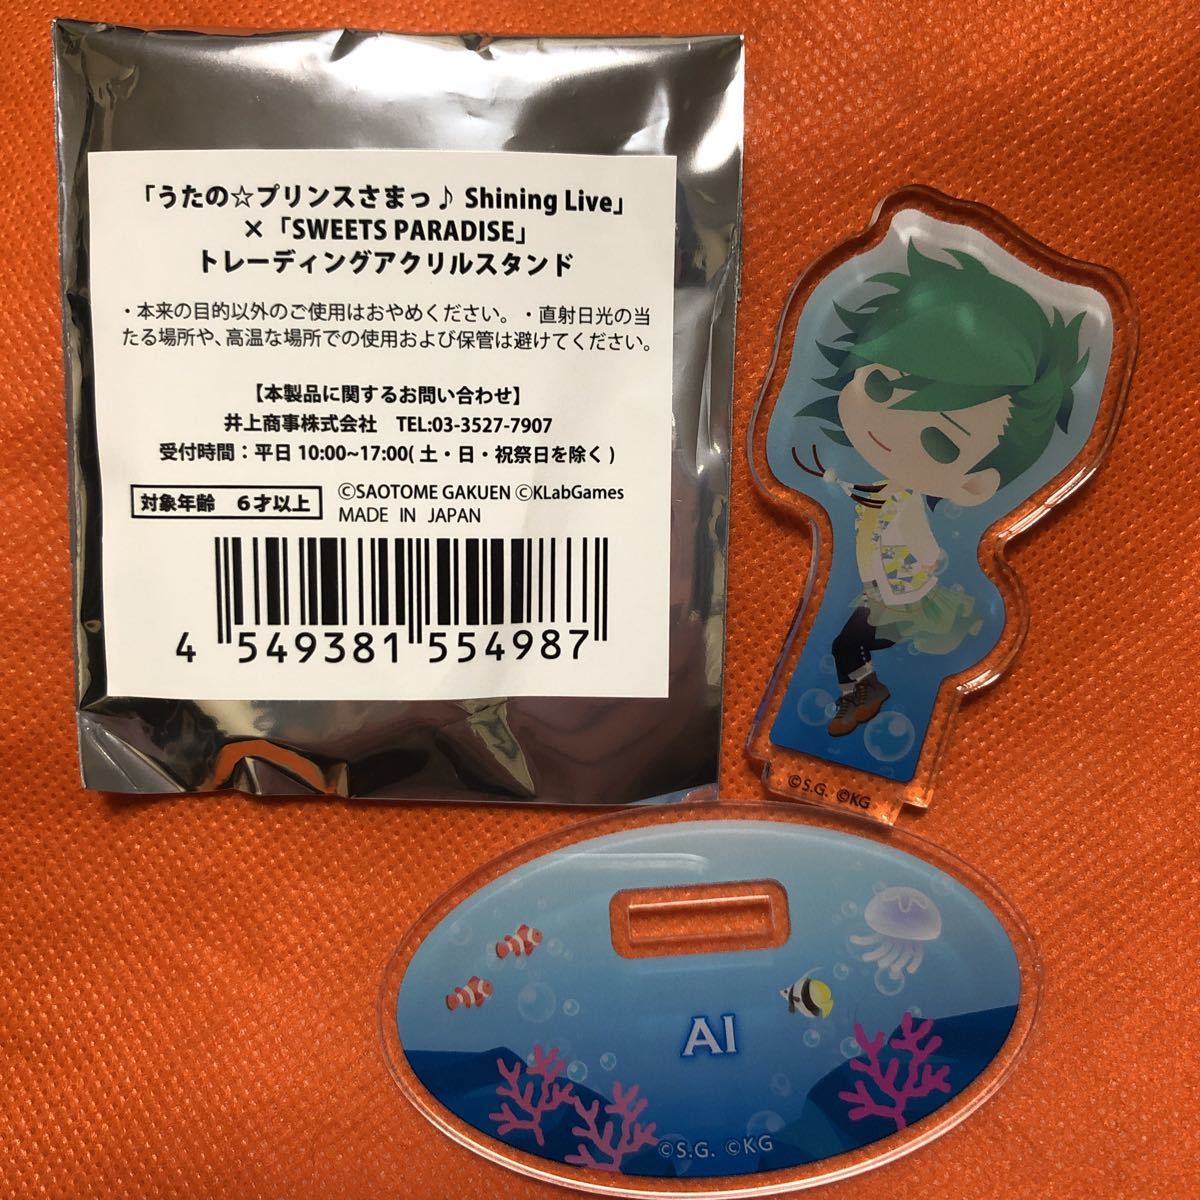 「うたの☆プリンスさまっ♪ Shining Live」
×「SWEETS PARADISE」
トレーディングアクリルスタンド
・本来の目的以外のご使用はおやめください。・直射日光の当
たる場所や、高温な場所での使用および保管は避けてください。
【本製品に関するお問い合わせ】
井上商事株式会社 TEL:03-3527-7907
受付時間：平日 10:00~17:00( 土・日・祝祭日を除く )
対象年齢 6才以上
©SAOTOME GAKUEN ©KLabGames
MADE IN JAPAN
4 549381 554987
©S.G. ©KG
AI
©S.G. ©KG